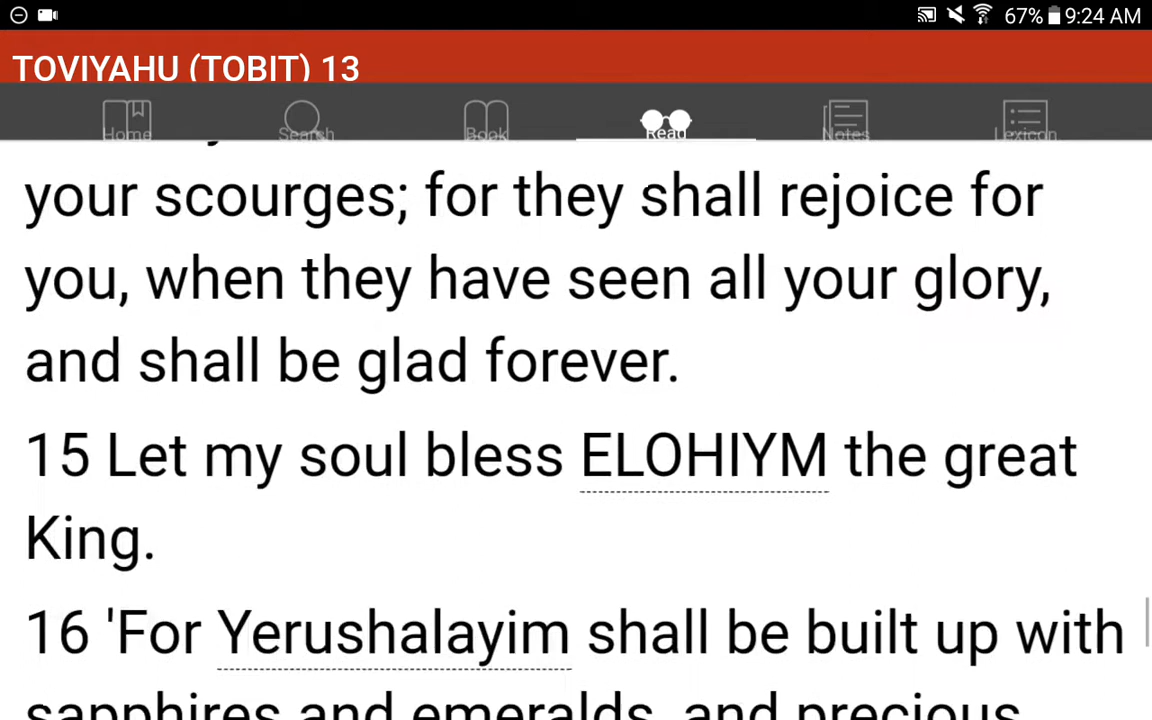 67% 9:24 AM
TOVIYAHU (TOBIT) 13
Home Search Book Read Notes Lexicon
your scourges; for they shall rejoice for
you, when they have seen all your glory,
and shall be glad forever.
15 Let my soul bless ELOHIYM the great
King.
16 'For Yerushalayim shall be built up with
sapphires and emeralds, and precious